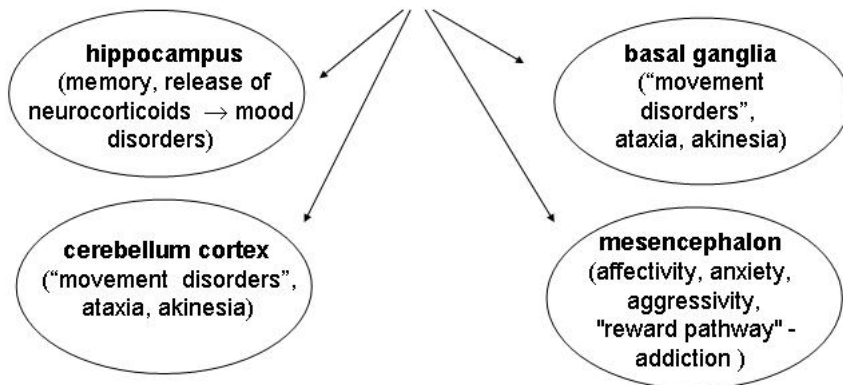 hippocampus
(memory, release of
neurocorticoids → mood
disorders)
basal ganglia
(“movement
disorders”,
ataxia, akinesia)
cerebellum cortex
(“movement disorders”,
ataxia, akinesia)
mesencephalon
(affectivity, anxiety,
aggressivity,
"reward pathway" -
addiction )